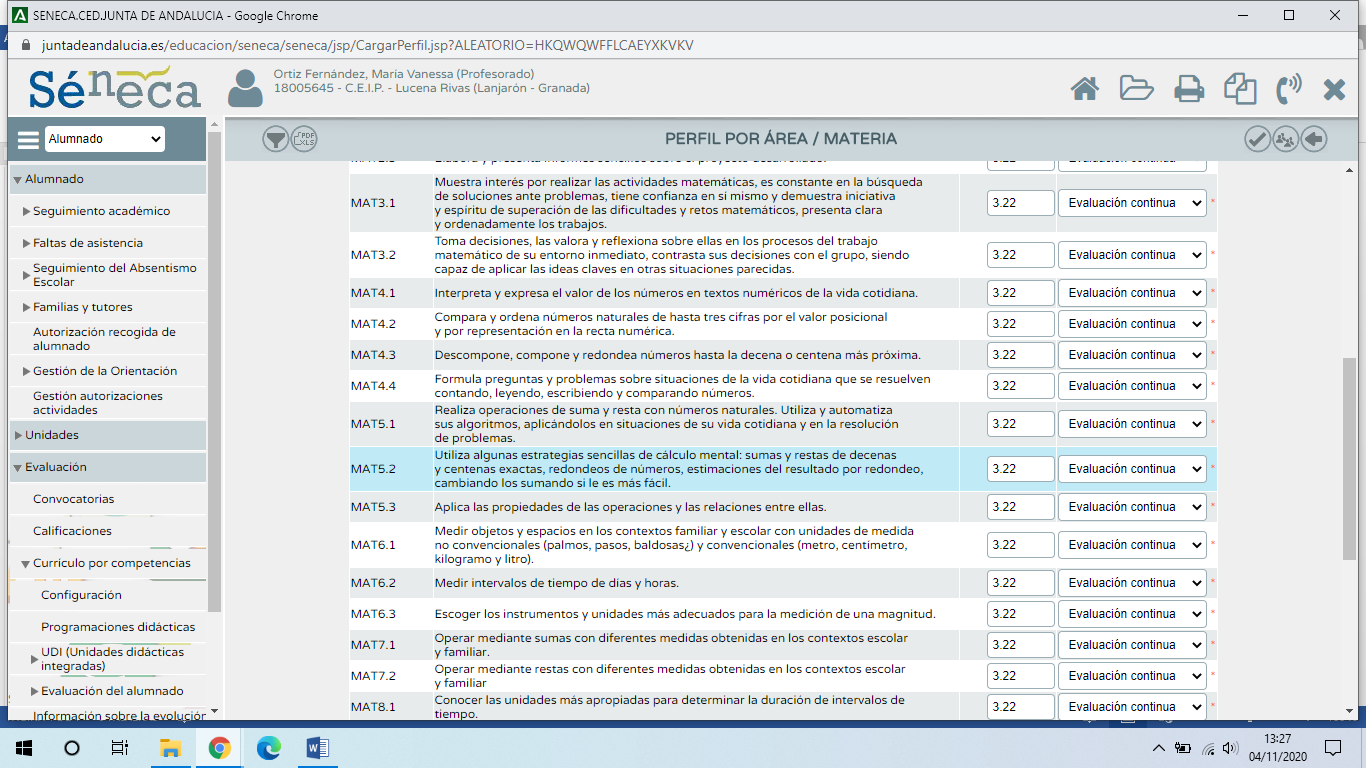 SENECA.CED.JUNTA DE ANDALUCIA - Google Chrome
juntadeandalucia.es/educacion/seneca/seneca/jsp/CargarPerfil.jsp?ALEATORIO=HKQWQWFFLCAEYXKVKV
Séneca
Ortiz Fernández, María Vanessa (Profesorado)
18005645 - C.E.I.P. - Lucena Rivas (Lanjarón - Granada)
Alumnado
PDF
XLS
PERFIL POR ÁREA / MATERIA
Alumnado
Seguimiento académico
Faltas de asistencia
Seguimiento del Absentismo
Escolar
Familias y tutores
Autorización recogida de
alumnado
Gestión de la Orientación
Gestión autorizaciones
actividades
Unidades
Evaluación
Convocatorias
Calificaciones
Currículo por competencias
Configuración
Programaciones didácticas
UDI (Unidades didácticas
integradas)
Evaluación del alumnado
Información sobre la evolución
MAT3.1
Muestra interés por realizar las actividades matemáticas, es constante en la búsqueda
de soluciones ante problemas, tiene confianza en sí mismo y demuestra iniciativa
y espíritu de superación de las dificultades y retos matemáticos, presenta clara
y ordenadamente los trabajos.
3.22 Evaluación continua *
MAT3.2
Toma decisiones, las valora y reflexiona sobre ellas en los procesos del trabajo
matemático de su entorno inmediato, contrasta sus decisiones con el grupo, siendo
capaz de aplicar las ideas claves en otras situaciones parecidas.
3.22 Evaluación continua *
MAT4.1 Interpreta y expresa el valor de los números en textos numéricos de la vida cotidiana. 3.22 Evaluación continua *
MAT4.2
Compara y ordena números naturales de hasta tres cifras por el valor posicional
y por representación en la recta numérica.
3.22 Evaluación continua *
MAT4.3 Descompone, compone y redondea números hasta la decena o centena más próxima. 3.22 Evaluación continua *
MAT4.4
Formula preguntas y problemas sobre situaciones de la vida cotidiana que se resuelven
contando, leyendo, escribiendo y comparando números.
3.22 Evaluación continua *
MAT5.1
Realiza operaciones de suma y resta con números naturales. Utiliza y automatiza
sus algoritmos, aplicándolos en situaciones de su vida cotidiana y en la resolución
de problemas.
3.22 Evaluación continua *
MAT5.2
Utiliza algunas estrategias sencillas de cálculo mental: sumas y restas de decenas
y centenas exactas, redondeos de números, estimaciones del resultado por redondeo,
cambiando los sumando si le es más fácil.
3.22 Evaluación continua *
MAT5.3 Aplica las propiedades de las operaciones y las relaciones entre ellas. 3.22 Evaluación continua *
MAT6.1
Medir objetos y espacios en los contextos familiar y escolar con unidades de medida
no convencionales (palmos, pasos, baldosas¿) y convencionales (metro, centímetro,
kilogramo y litro).
3.22 Evaluación continua *
MAT6.2 Medir intervalos de tiempo de días y horas. 3.22 Evaluación continua *
MAT6.3 Escoger los instrumentos y unidades más adecuados para la medición de una magnitud. 3.22 Evaluación continua *
MAT7.1
Operar mediante sumas con diferentes medidas obtenidas en los contextos escolar
y familiar.
3.22 Evaluación continua *
MAT7.2
Operar mediante restas con diferentes medidas obtenidas en los contextos escolar
y familiar
3.22 Evaluación continua *
MAT8.1
Conocer las unidades más apropiadas para determinar la duración de intervalos de
tiempo.
3.22 Evaluación continua *
13:27
04/11/2020